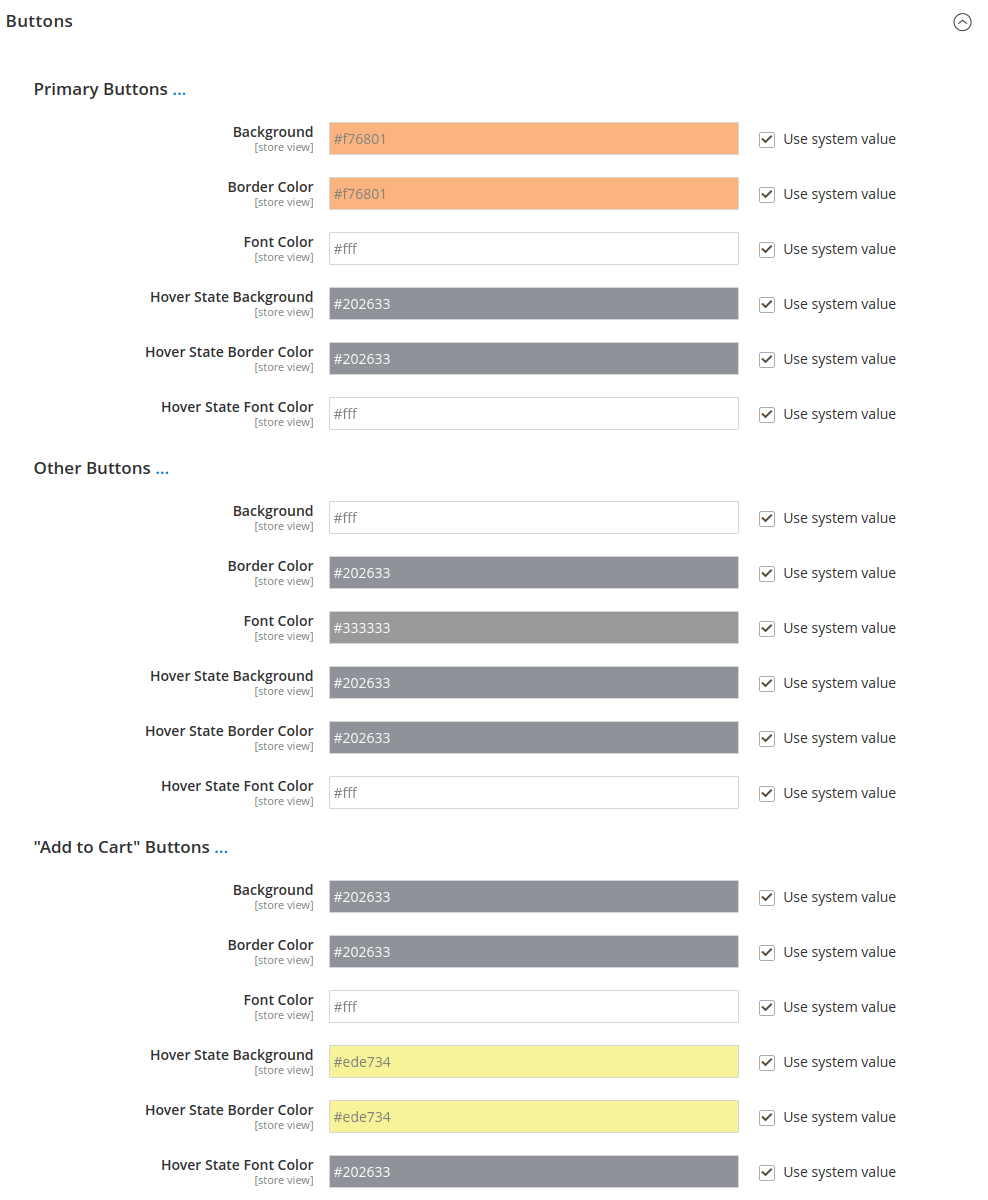 Buttons
Primary Buttons ...
Background #f76801 Use system value
[store view]
Border Color #f76801 Use system value
[store view]
Font Color #fff Use system value
[store view]
Hover State Background #202633 Use system value
[store view]
Hover State Border Color #202633 Use system value
[store view]
Hover State Font Color #fff Use system value
[store view]
Other Buttons ...
Background #fff Use system value
[store view]
Border Color #202633 Use system value
[store view]
Font Color #333333 Use system value
[store view]
Hover State Background #202633 Use system value
[store view]
Hover State Border Color #202633 Use system value
[store view]
Hover State Font Color #fff Use system value
[store view]
"Add to Cart" Buttons ...
Background #202633 Use system value
[store view]
Border Color #202633 Use system value
[store view]
Font Color #fff Use system value
[store view]
Hover State Background #ede734 Use system value
[store view]
Hover State Border Color #ede734 Use system value
[store view]
Hover State Font Color #202633 Use system value
[store view]